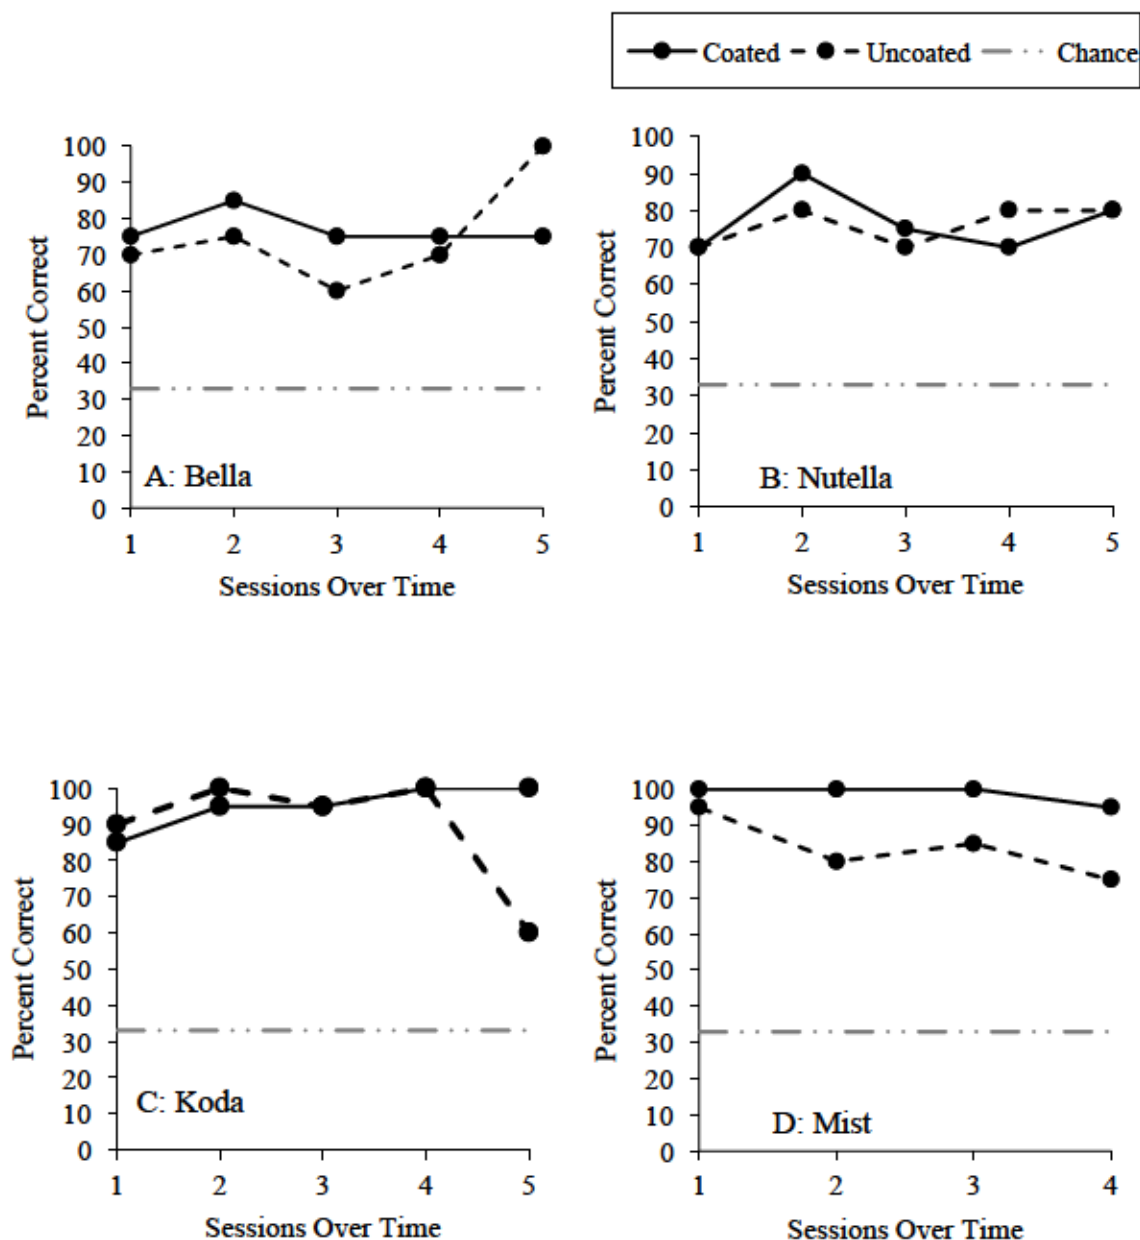 Coated Uncoated Chance
100
90
80
70
60
50
40
30
20
10
0
Percent Correct
A: Bella
1 2 3 4 5
Sessions Over Time
100
90
80
70
60
50
40
30
20
10
0
Percent Correct
B: Nutella
1 2 3 4 5
Sessions Over Time
100
90
80
70
60
50
40
30
20
10
0
Percent Correct
C: Koda
1 2 3 4 5
Sessions Over Time
100
90
80
70
60
50
40
30
20
10
0
Percent Correct
D: Mist
1 2 3 4
Sessions Over Time